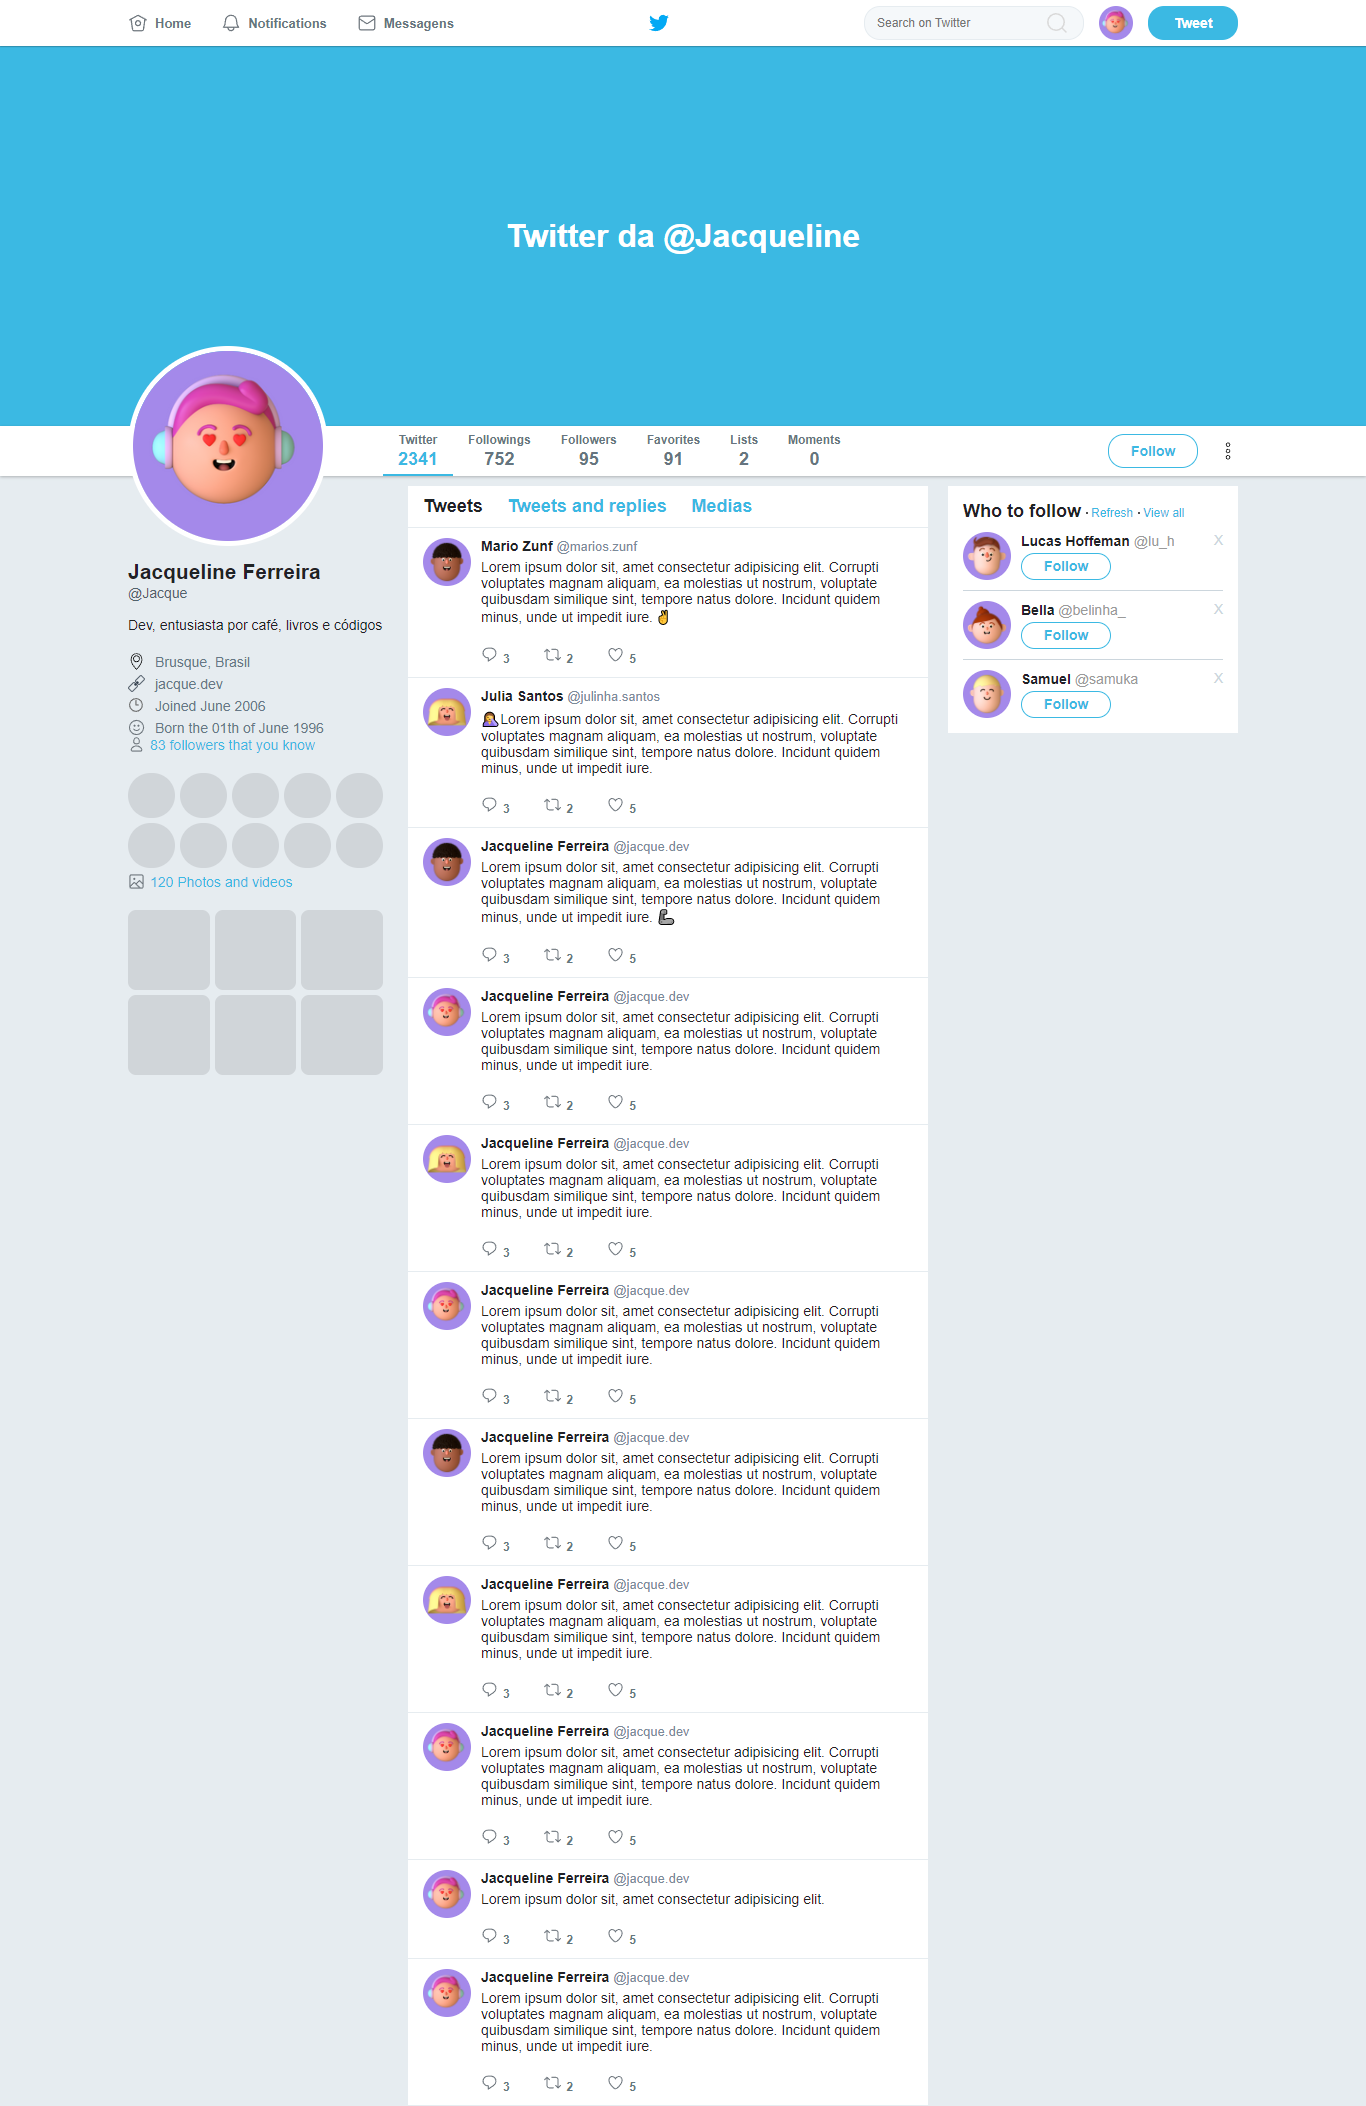 Home Notifications Messagens Search on Twitter Tweet
Twitter da @Jacqueline
Twitter Followings Followers Favorites Lists Moments
2341 752 95 91 2 0
Follow
Jacqueline Ferreira
@Jacque
Dev, entusiasta por café, livros e códigos
Brusque, Brasil
jacque.dev
Joined June 2006
Born the 01th of June 1996
83 followers that you know
120 Photos and videos
Tweets Tweets and replies Medias
Mario Zunf @marios.zunf
Lorem ipsum dolor sit, amet consectetur adipisicing elit. Corrupti
voluptates magnam aliquam, ea molestias ut nostrum, voluptate
quibusdam similique sint, tempore natus dolore. Incidunt quidem
minus, unde ut impedit iure. ✌
3 2 5
Julia Santos @julinha.santos
🤦‍♀️Lorem ipsum dolor sit, amet consectetur adipisicing elit. Corrupti
voluptates magnam aliquam, ea molestias ut nostrum, voluptate
quibusdam similique sint, tempore natus dolore. Incidunt quidem
minus, unde ut impedit iure.
3 2 5
Jacqueline Ferreira @jacque.dev
Lorem ipsum dolor sit, amet consectetur adipisicing elit. Corrupti
voluptates magnam aliquam, ea molestias ut nostrum, voluptate
quibusdam similique sint, tempore natus dolore. Incidunt quidem
minus, unde ut impedit iure. 🦾
3 2 5
Jacqueline Ferreira @jacque.dev
Lorem ipsum dolor sit, amet consectetur adipisicing elit. Corrupti
voluptates magnam aliquam, ea molestias ut nostrum, voluptate
quibusdam similique sint, tempore natus dolore. Incidunt quidem
minus, unde ut impedit iure.
3 2 5
Jacqueline Ferreira @jacque.dev
Lorem ipsum dolor sit, amet consectetur adipisicing elit. Corrupti
voluptates magnam aliquam, ea molestias ut nostrum, voluptate
quibusdam similique sint, tempore natus dolore. Incidunt quidem
minus, unde ut impedit iure.
3 2 5
Jacqueline Ferreira @jacque.dev
Lorem ipsum dolor sit, amet consectetur adipisicing elit. Corrupti
voluptates magnam aliquam, ea molestias ut nostrum, voluptate
quibusdam similique sint, tempore natus dolore. Incidunt quidem
minus, unde ut impedit iure.
3 2 5
Jacqueline Ferreira @jacque.dev
Lorem ipsum dolor sit, amet consectetur adipisicing elit. Corrupti
voluptates magnam aliquam, ea molestias ut nostrum, voluptate
quibusdam similique sint, tempore natus dolore. Incidunt quidem
minus, unde ut impedit iure.
3 2 5
Jacqueline Ferreira @jacque.dev
Lorem ipsum dolor sit, amet consectetur adipisicing elit. Corrupti
voluptates magnam aliquam, ea molestias ut nostrum, voluptate
quibusdam similique sint, tempore natus dolore. Incidunt quidem
minus, unde ut impedit iure.
3 2 5
Jacqueline Ferreira @jacque.dev
Lorem ipsum dolor sit, amet consectetur adipisicing elit. Corrupti
voluptates magnam aliquam, ea molestias ut nostrum, voluptate
quibusdam similique sint, tempore natus dolore. Incidunt quidem
minus, unde ut impedit iure.
3 2 5
Jacqueline Ferreira @jacque.dev
Lorem ipsum dolor sit, amet consectetur adipisicing elit.
3 2 5
Jacqueline Ferreira @jacque.dev
Lorem ipsum dolor sit, amet consectetur adipisicing elit. Corrupti
voluptates magnam aliquam, ea molestias ut nostrum, voluptate
quibusdam similique sint, tempore natus dolore. Incidunt quidem
minus, unde ut impedit iure.
3 2 5
Who to follow · Refresh · View all
Lucas Hoffeman @lu_h X
Follow
Bella @belinha_ X
Follow
Samuel @samuka X
Follow